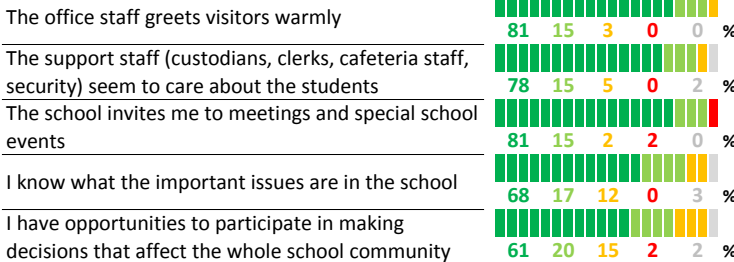 The office staff greets visitors warmly
81 15 3 0 0 %
The support staff (custodians, clerks, cafeteria staff,
security) seem to care about the students
78 15 5 0 2 %
The school invites me to meetings and special school
events
81 15 2 2 0 %
I know what the important issues are in the school
68 17 12 0 3 %
I have opportunities to participate in making
decisions that affect the whole school community
61 20 15 2 2 %